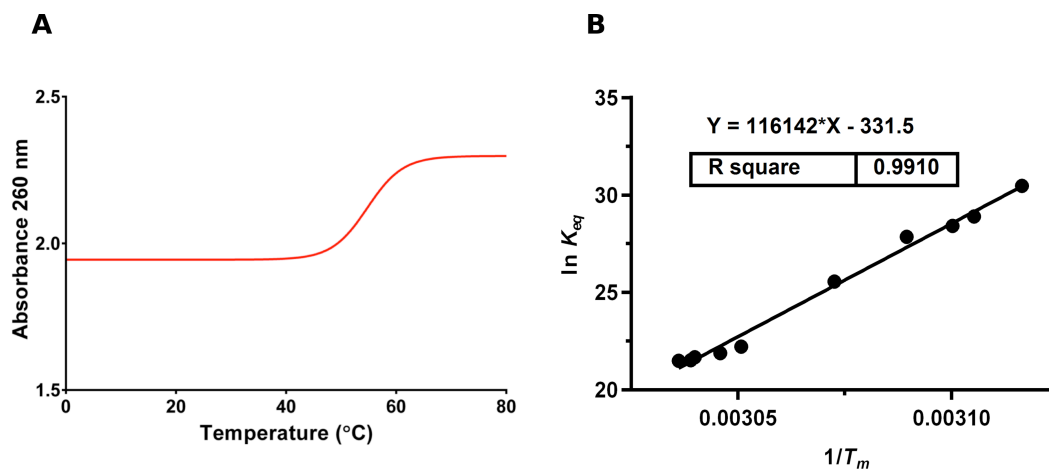 A
2.5
2.0
1.5
0
20
40
60
80
Absorbance 260 nm
Temperature (°C)
B
35
30
25
20
0.00305
0.00310
ln Keq
1/Tm
Y = 116142*X - 331.5
R square 0.9910